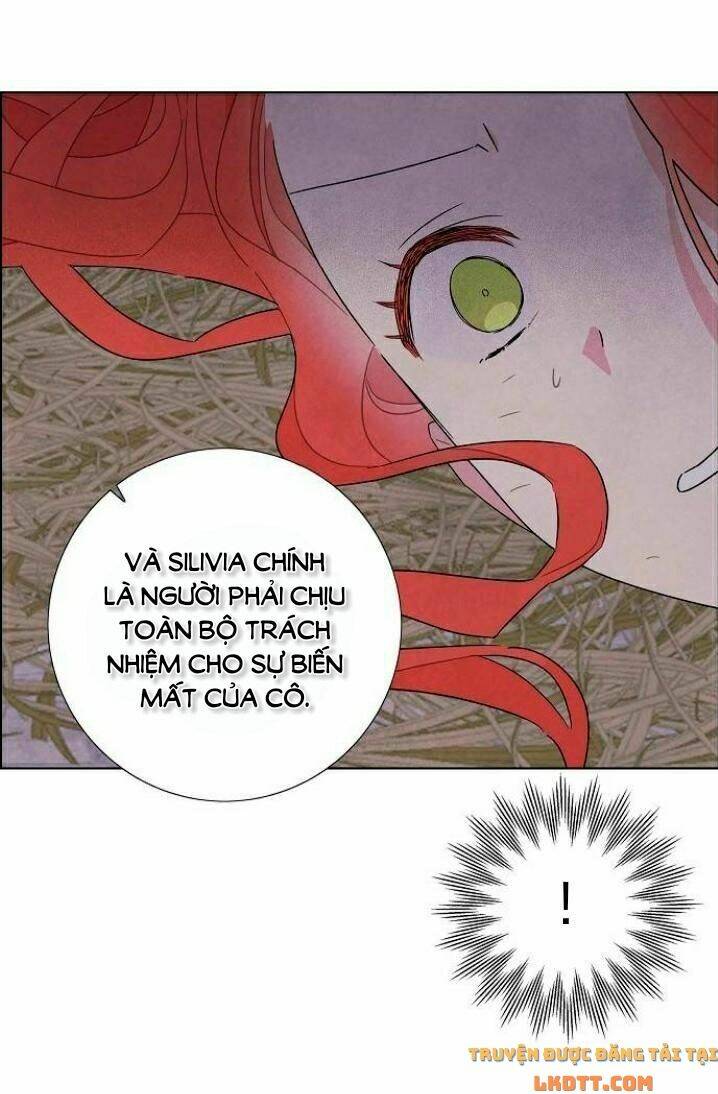 VÀ SILIVIA CHÍNH
LÀ NGƯỜI PHẢI CHỊU
TOÀN BỘ TRÁCH
NHIỆM CHO SỰ BIẾN
MẤT CỦA CÔ.
!
TRUYỆN ĐƯỢC ĐĂNG TẢI TẠI
LKDTT.COM